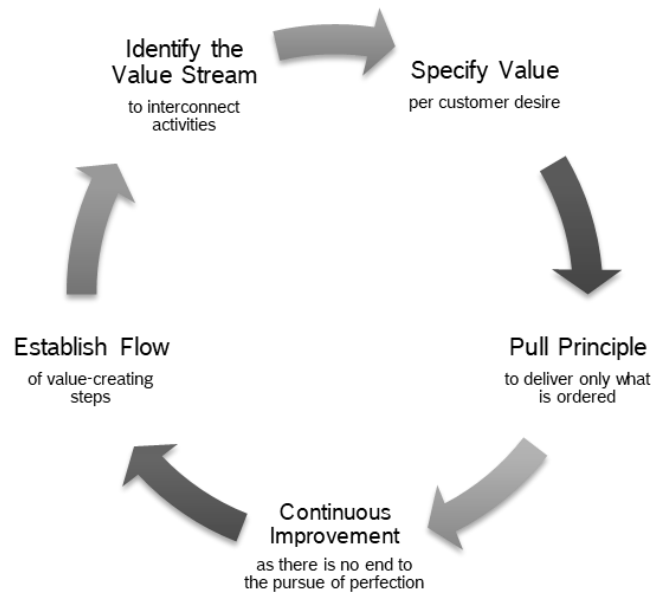 Identify the
Value Stream
to interconnect
activities
Specify Value
per customer desire
Pull Principle
to deliver only what
is ordered
Continuous
Improvement
as there is no end to
the pursue of perfection
Establish Flow
of value-creating
steps